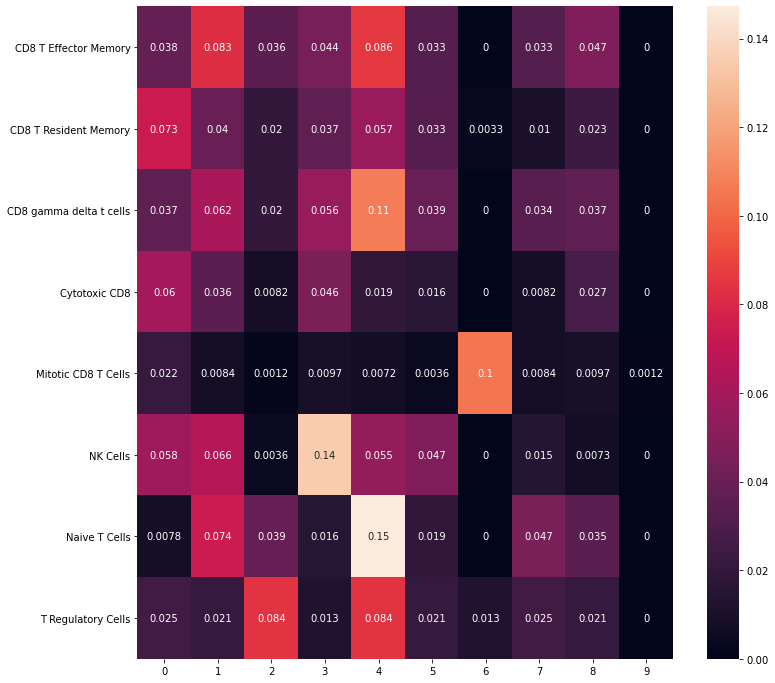 CD8 T Effector Memory 0.038 0.083 0.036 0.044 0.086 0.033 0 0.033 0.047 0
CD8 T Resident Memory 0.073 0.04 0.02 0.037 0.057 0.033 0.0033 0.01 0.023 0
CD8 gamma delta t cells 0.037 0.062 0.02 0.056 0.11 0.039 0 0.034 0.037 0
Cytotoxic CD8 0.06 0.036 0.0082 0.046 0.019 0.016 0 0.0082 0.027 0
Mitotic CD8 T Cells 0.022 0.0084 0.0012 0.0097 0.0072 0.0036 0.1 0.0084 0.0097 0.0012
NK Cells 0.058 0.066 0.0036 0.14 0.055 0.047 0 0.015 0.0073 0
Naive T Cells 0.0078 0.074 0.039 0.016 0.15 0.019 0 0.047 0.035 0
T Regulatory Cells 0.025 0.021 0.084 0.013 0.084 0.021 0.013 0.025 0.021 0
0 1 2 3 4 5 6 7 8 9
0.14
0.12
0.10
0.08
0.06
0.04
0.02
0.00